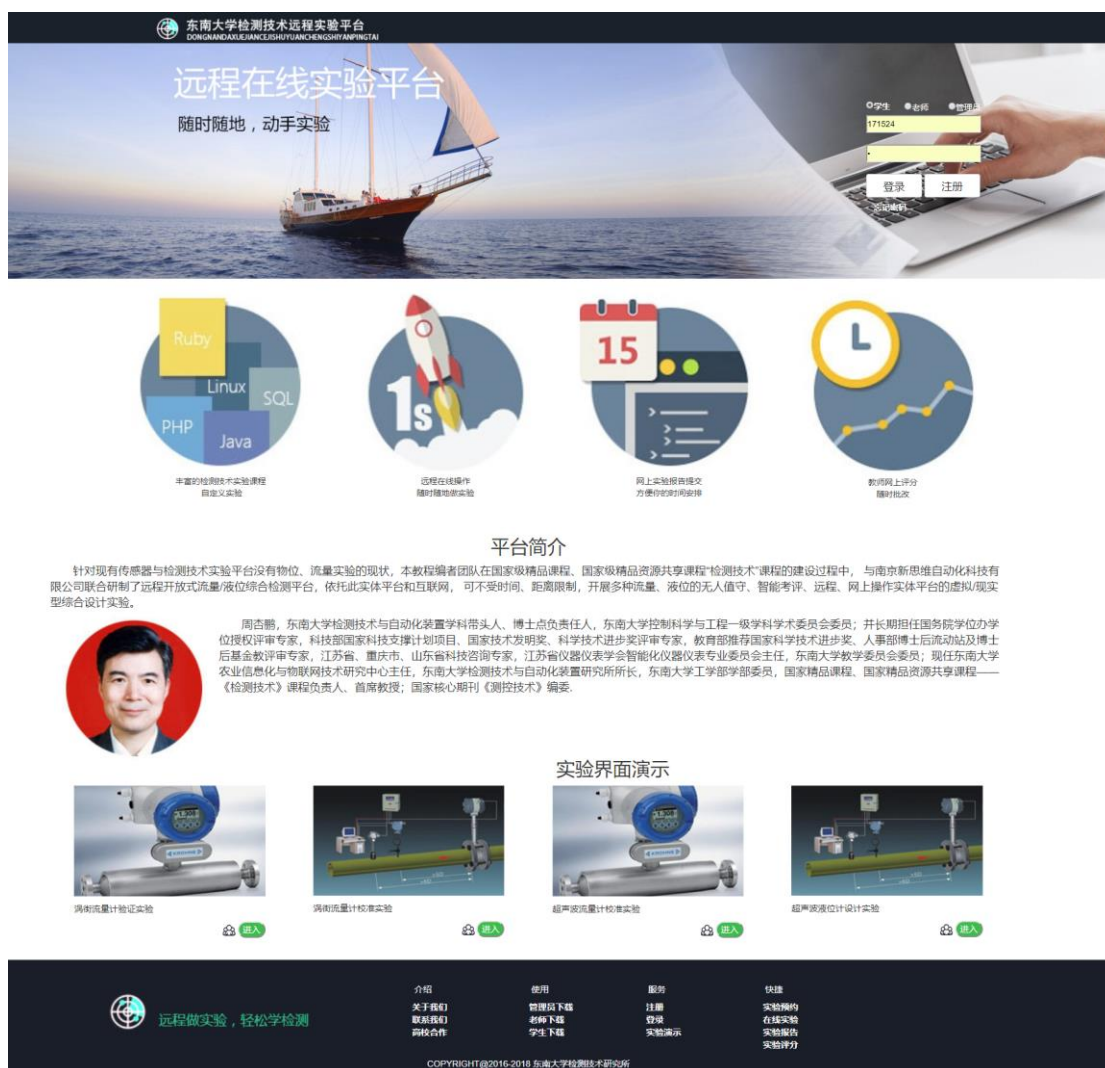 东南大学检测技术远程实验平台
DONGNANDAXUEJIANCEJISHUYUANCHENGSHIYANPINGTAI
远程在线实验平台
随时随地，动手实验
学生 老师 管理员
171524
登录 注册
忘记密码
Ruby
Linux
SQL
PHP
Java
1s
15
丰富的检测技术实验课程
自定义实验
远程在线操作
随时随地做实验
网上实验报告提交
方便你的时间安排
教师网上评分
随时批改
平台简介
针对现有传感器与检测技术实验平台没有物位、流量实验的现状，本教程编者团队在国家级精品课程、国家级精品资源共享课程“检测技术”课程的建设过程中， 与南京新思维自动化科技有
限公司联合研制了远程开放式流量/液位综合检测平台，依托此实体平台和互联网， 可不受时间、距离限制，开展多种流量、液位的无人值守、智能考评、远程、网上操作实体平台的虚拟/现实
型综合设计实验。
周杏鹏，东南大学检测技术与自动化装置学科带头人、博士点负责人，东南大学控制科学与工程一级学科学术委员会委员；并长期担任国务院学位办学
位授权评审专家，科技部国家科技支撑计划项目、国家技术发明奖、科学技术进步奖评审专家，教育部推荐国家科学技术进步奖、人事部博士后流动站及博士
后基金教评审专家，江苏省、重庆市、山东省科技咨询专家，江苏省仪器仪表学会智能化仪器仪表专业委员会主任，东南大学教学委员会委员；现任东南大学
农业信息化与物联网技术研究中心主任，东南大学检测技术与自动化装置研究所所长，东南大学工学部学部委员，国家精品课程、国家精品资源共享课程——
《检测技术》课程负责人、首席教授；国家核心期刊《测控技术》编委.
实验界面演示
涡街流量计验证实验
涡街流量计校准实验
超声波流量计校准实验
超声波液位计设计实验
进入
进入
进入
进入
远程做实验，轻松学检测
介绍
关于我们
联系我们
高校合作
使用
管理员下载
老师下载
学生下载
服务
注册
登录
实验演示
快捷
实验预约
在线实验
实验报告
实验评分
COPYRIGHT@2016-2018 东南大学检测技术研究所